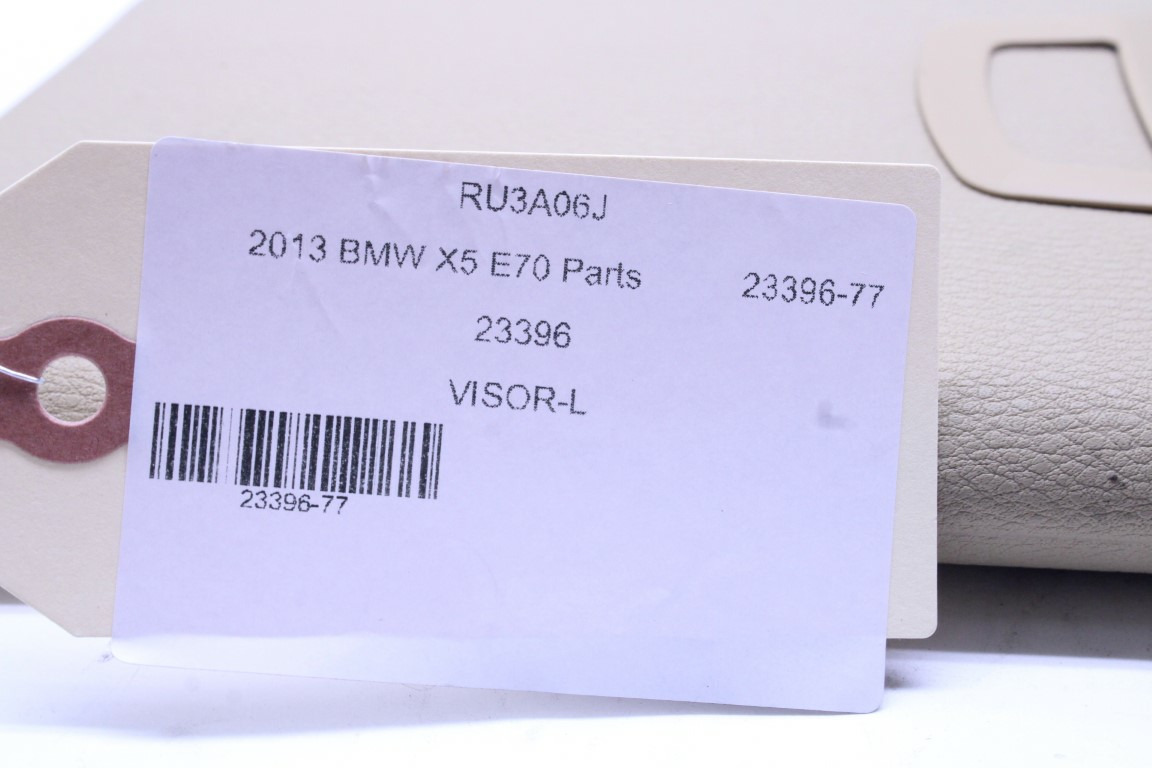 RU3A06J
2013 BMW X5 E70 Parts 23396-77
23396
VISOR-L
23396-77